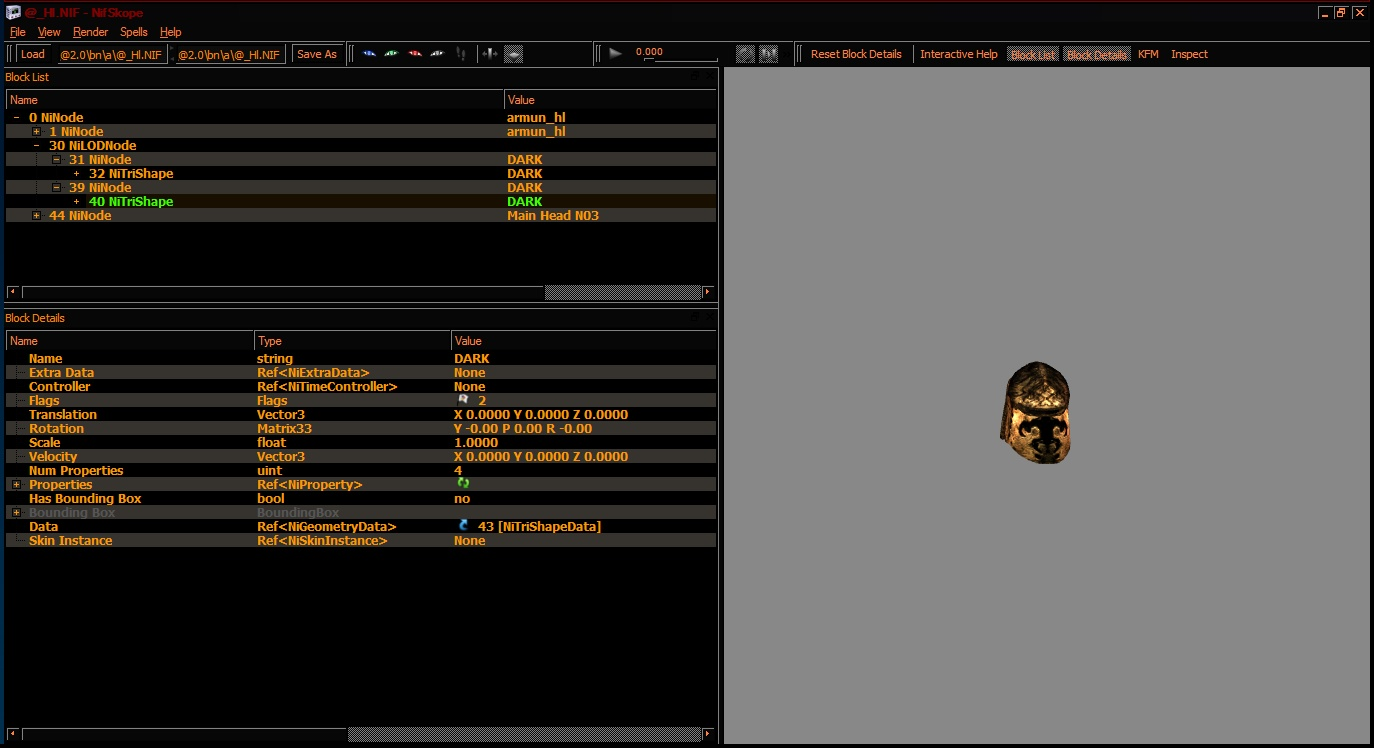 @_Hl.NIF - NifSkope
File View Render Spells Help
Load @2.0\bn\a\@_Hl.NIF @2.0\bn\a\@_Hl.NIF Save As 0.000 Reset Block Details Interactive Help Block List Block Details KFM Inspect
Block List
Name Value
0 NiNode armun_hl
1 NiNode armun_hl
30 NiLODNode
31 NiNode DARK
32 NiTriShape DARK
39 NiNode DARK
40 NiTriShape DARK
44 NiNode Main Head N03
Block Details
Name Type Value
Name string DARK
Extra Data Ref<NiExtraData> None
Controller Ref<NiTimeController> None
Flags Flags 2
Translation Vector3 X 0.0000 Y 0.0000 Z 0.0000
Rotation Matrix33 Y -0.00 P 0.00 R -0.00
Scale float 1.0000
Velocity Vector3 X 0.0000 Y 0.0000 Z 0.0000
Num Properties uint 4
Properties Ref<NiProperty>
Has Bounding Box bool no
Bounding Box BoundingBox
Data Ref<NiGeometryData> 43 [NiTriShapeData]
Skin Instance Ref<NiSkinInstance> None